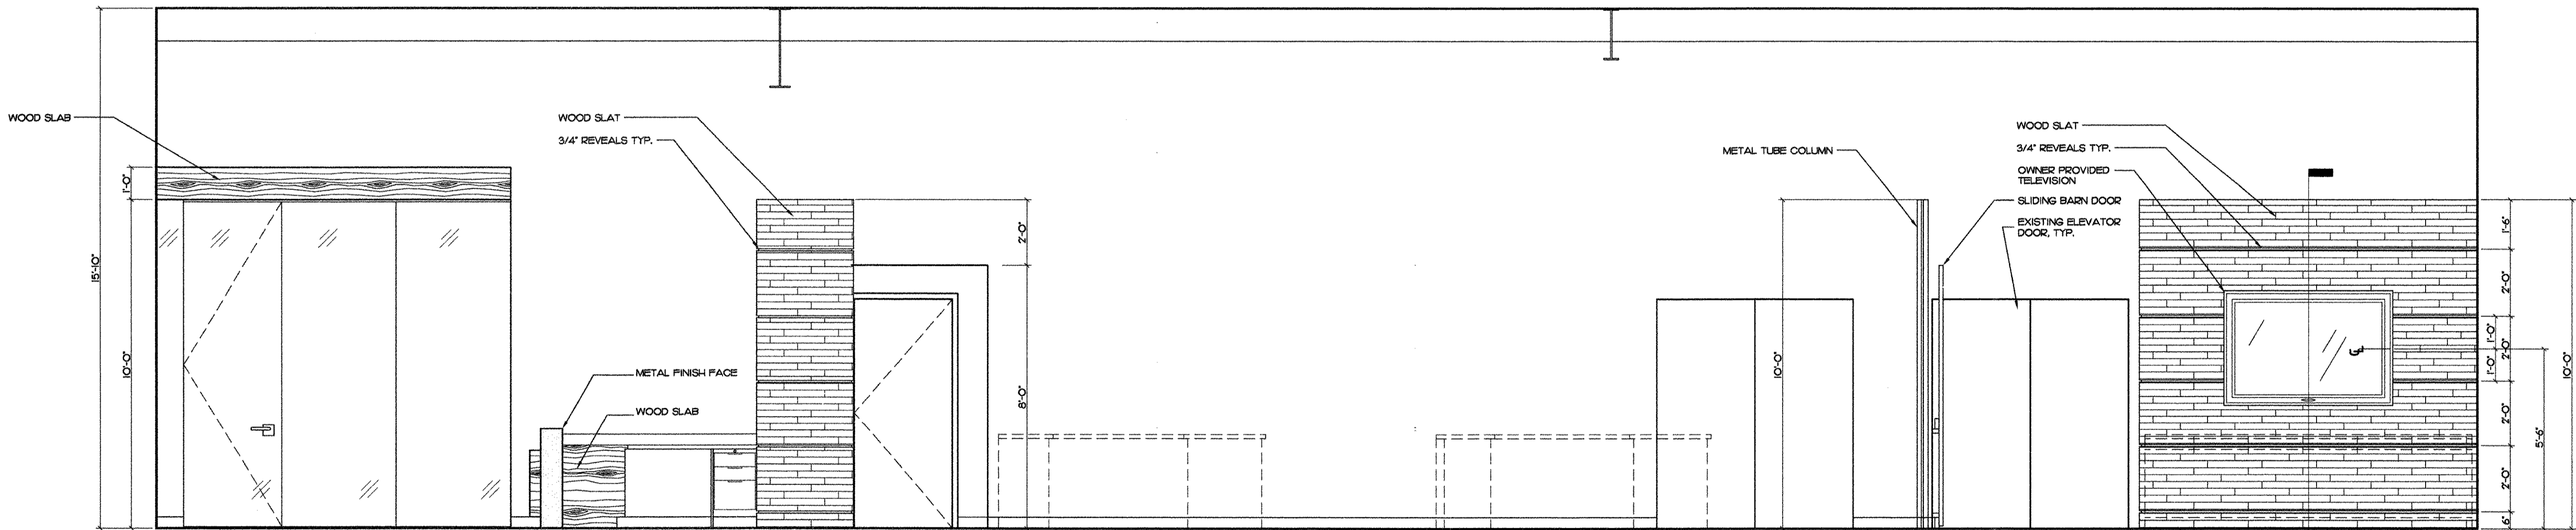 WOOD SLAB
1'-0"
15'-10"
10'-0"
WOOD SLAT
3/4" REVEALS TYP.
METAL FINISH FACE
WOOD SLAB
2'-0"
8'-0"
METAL TUBE COLUMN
10'-0"
WOOD SLAT
3/4" REVEALS TYP.
OWNER PROVIDED
TELEVISION
SLIDING BARN DOOR
EXISTING ELEVATOR
DOOR, TYP.
1'-6"
2'-0"
1'-0"
2'-0"
1'-0"
2'-0"
2'-0"
6"
5'-6"
10'-0"